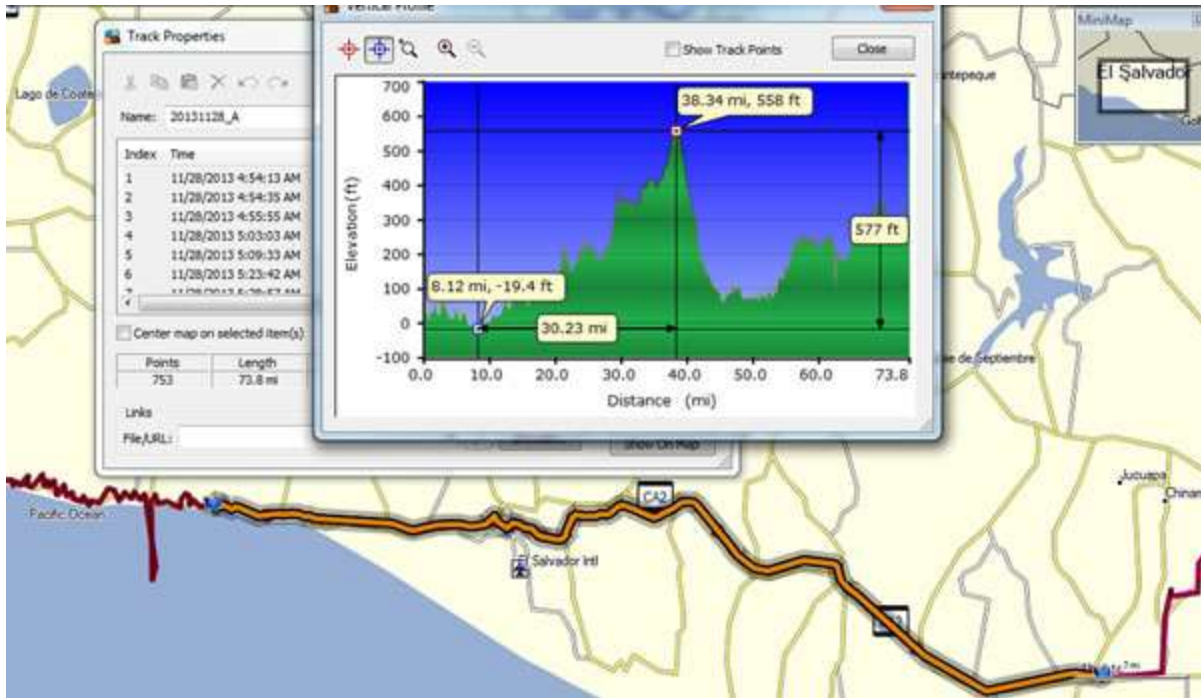 Vertical Profile
MiniMap
Track Properties
Show Track Points
Close
El Salvador
Lago de
Name: 20131128_A
Index Time
1 11/28/2013 4:54:13 AM
2 11/28/2013 4:54:35 AM
3 11/28/2013 4:55:55 AM
4 11/28/2013 5:03:03 AM
5 11/28/2013 5:09:33 AM
6 11/28/2013 5:23:42 AM
Center map on selected item(s)
Points Length
753 73.8 mi
Links
File/URL:
Show On Map
Elevation (ft)
700
600
500
400
300
200
100
0
-100
38.34 mi, 558 ft
577 ft
8.12 mi, -19.4 ft
30.23 mi
0.0 10.0 20.0 30.0 40.0 50.0 60.0 73.8
Distance (mi)
de Septiembre
Jucuapa
CA2
Pacific Ocean
Salvador Intl